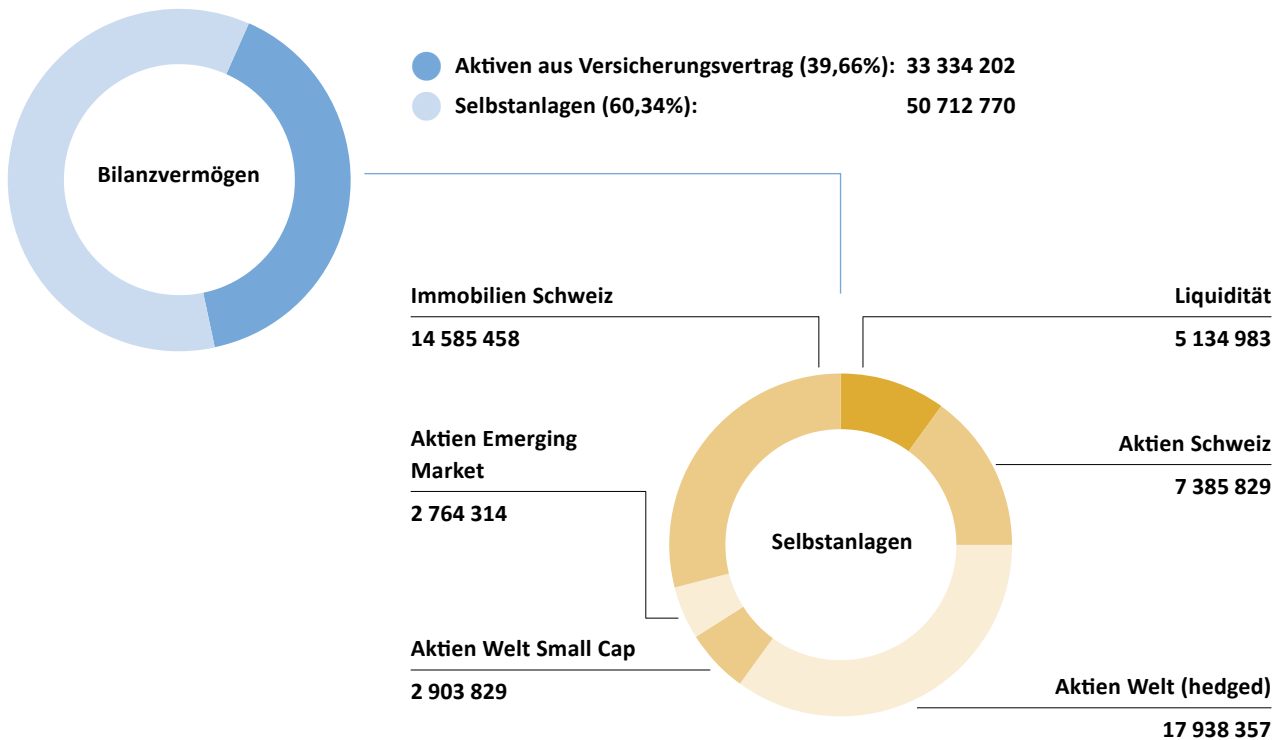 Aktiven aus Versicherungsvertrag (39,66%): 33 334 202
Selbstanlagen (60,34%): 50 712 770
Bilanzvermögen
Immobilien Schweiz
14 585 458
Liquidität
5 134 983
Aktien Emerging
Market
2 764 314
Aktien Schweiz
7 385 829
Selbstanlagen
Aktien Welt Small Cap
2 903 829
Aktien Welt (hedged)
17 938 357